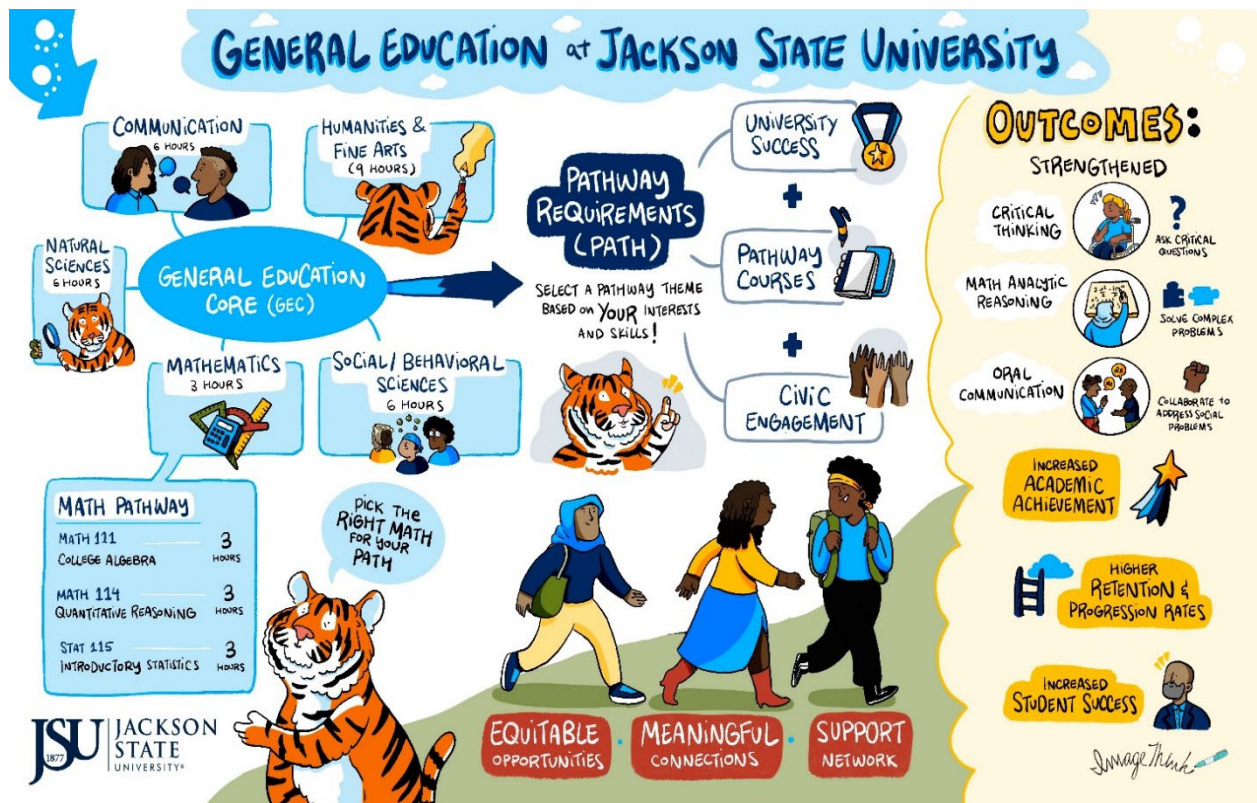 GENERAL EDUCATION at JACKSON STATE UNIVERSITY
COMMUNICATION
6 HOURS
HUMANITIES &
FINE ARTS
(9 HOURS)
NATURAL
SCIENCES
6 HOURS
GENERAL EDUCATION
CORE (GEC)
MATHEMATICS
3 HOURS
SOCIAL/BEHAVIORAL
SCIENCES
6 HOURS
MATH PATHWAY
MATH 111
COLLEGE ALGEBRA
3
HOURS
MATH 114
QUANTITATIVE REASONING
3
HOURS
STAT 115
INTRODUCTORY STATISTICS
3
HOURS
PICK THE
RIGHT MATH
FOR YOUR
PATH
JSU
1877
JACKSON
STATE
UNIVERSITY®
PATHWAY
REQUIREMENTS
(PATH)
SELECT A PATHWAY THEME
BASED ON YOUR INTERESTS
AND SKILLS!
UNIVERSITY
SUCCESS
+
PATHWAY
COURSES
+
CIVIC
ENGAGEMENT
EQUITABLE
OPPORTUNITIES
·
MEANINGFUL
CONNECTIONS
·
SUPPORT
NETWORK
OUTCOMES:
STRENGTHENED
CRITICAL
THINKING
?
ASK CRITICAL
QUESTIONS
MATH ANALYTIC
REASONING
SOLVE COMPLEX
PROBLEMS
ORAL
COMMUNICATION
COLLABORATE TO
ADDRESS SOCIAL
PROBLEMS
INCREASED
ACADEMIC
ACHIEVEMENT
HIGHER
RETENTION &
PROGRESSION RATES
INCREASED
STUDENT SUCCESS
ImageThink